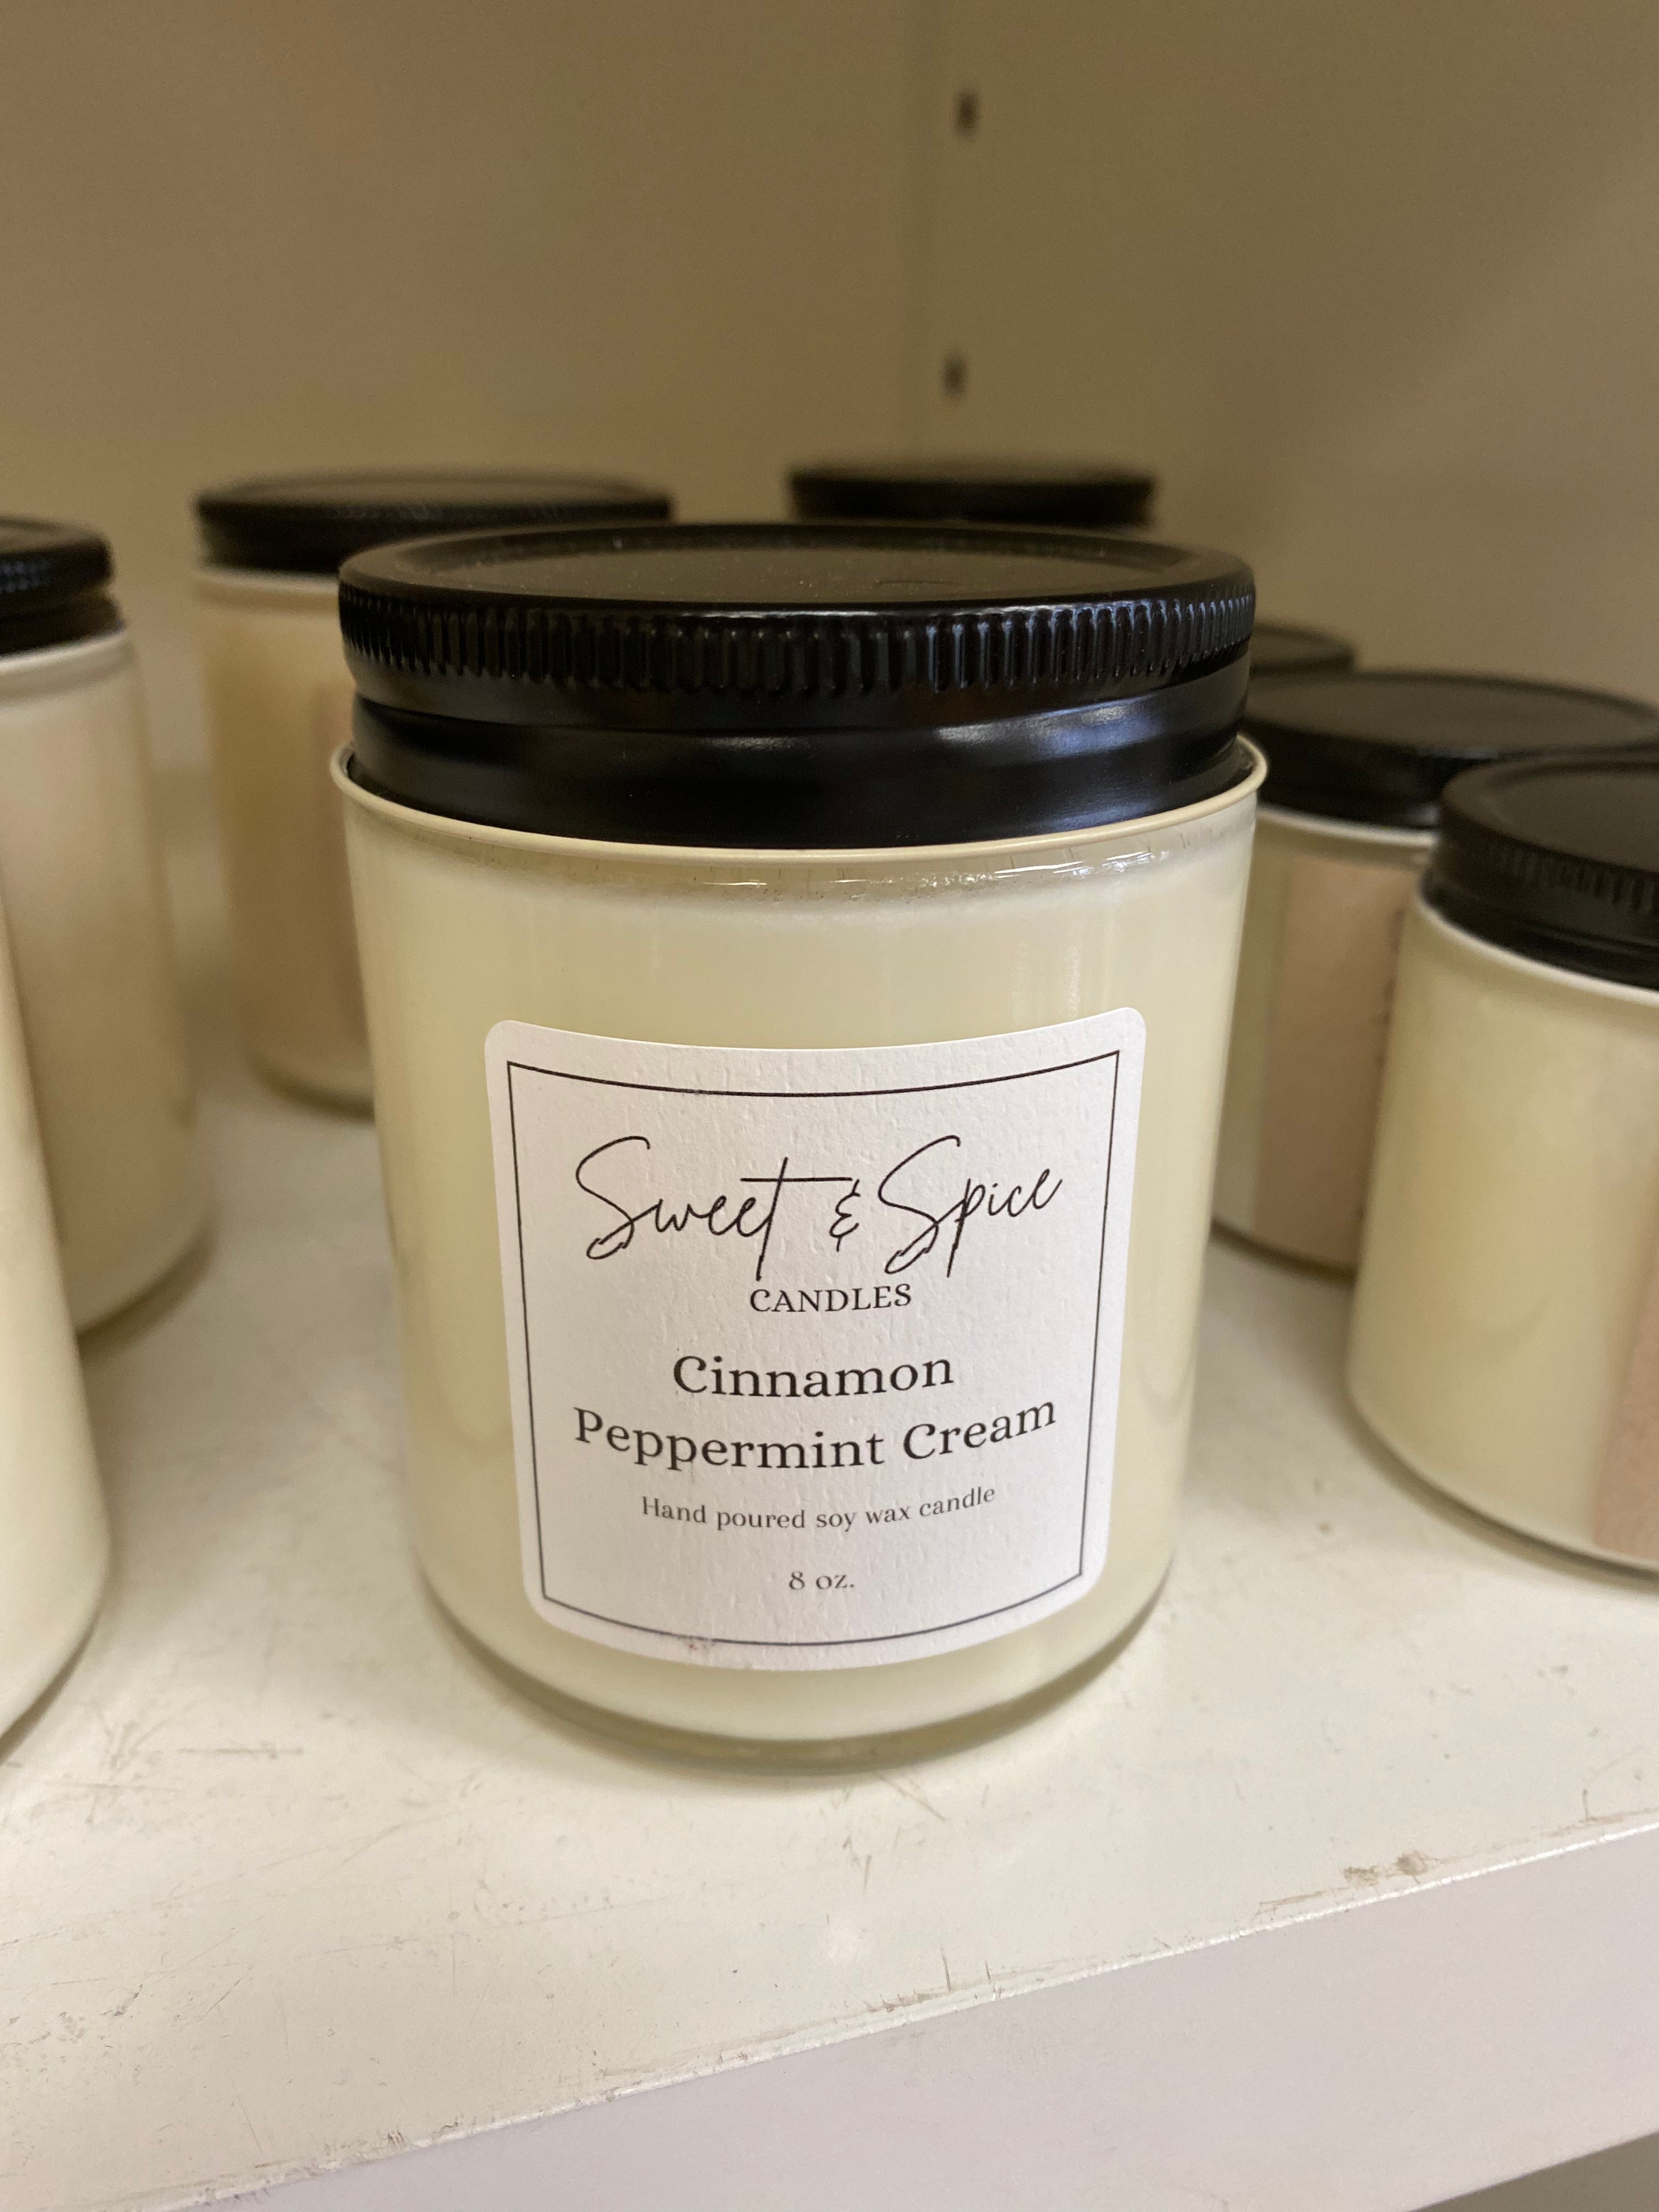 Sweet & Spice
CANDLES
Cinnamon
Peppermint Cream
Hand poured soy wax candle
8 oz.